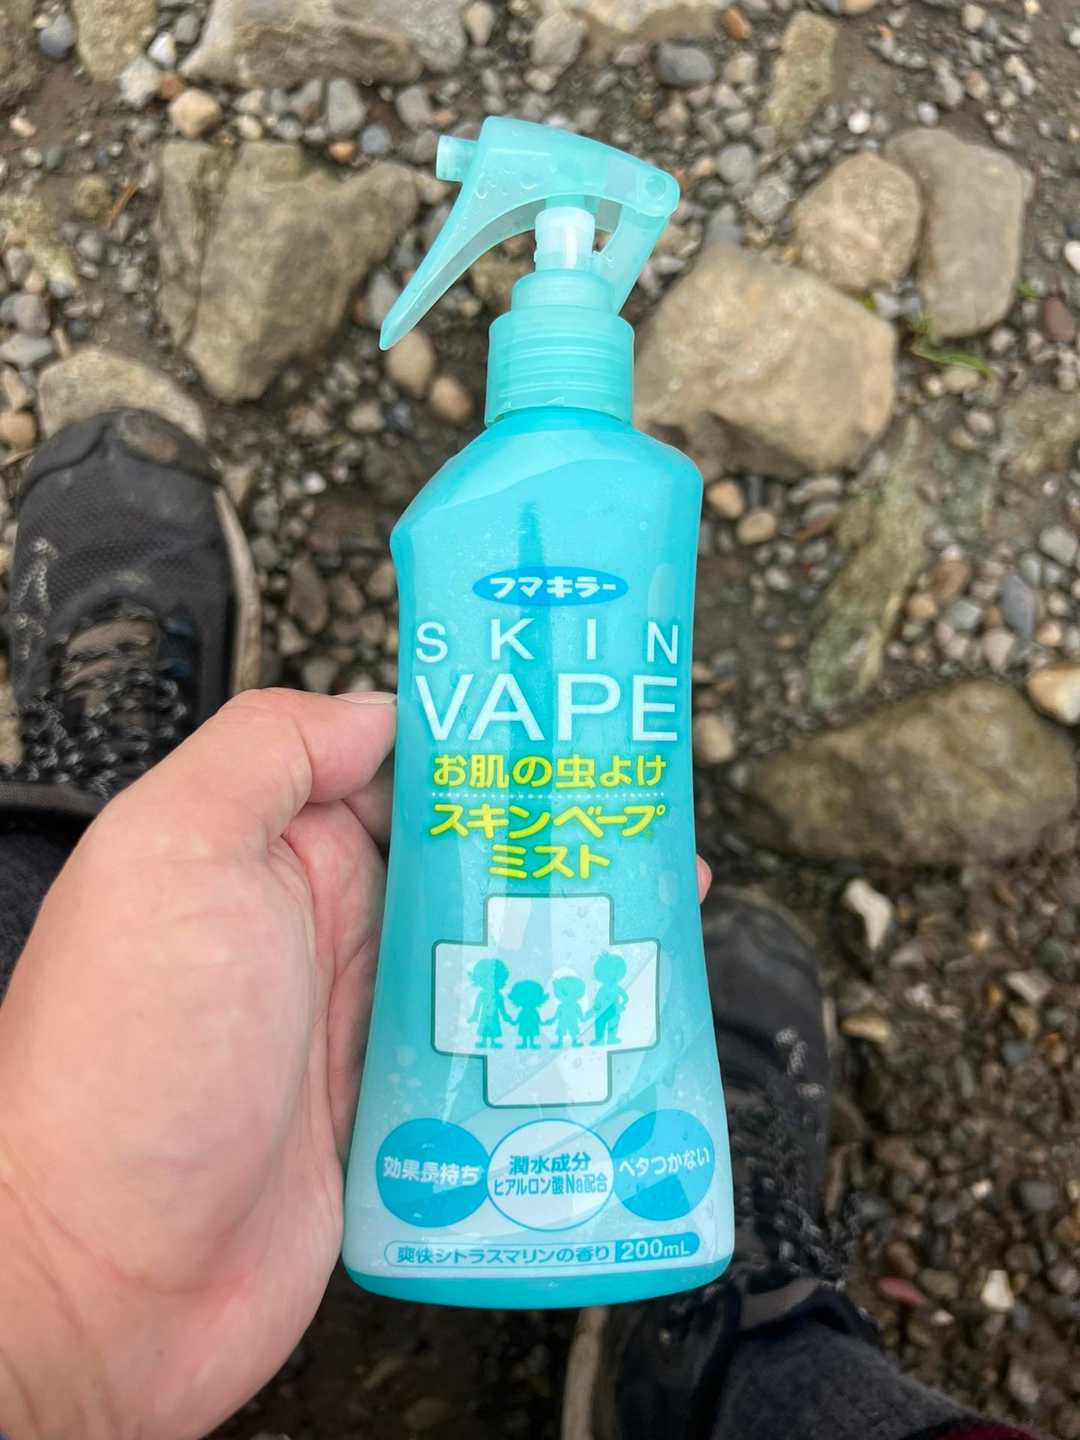 フマキラー
SKIN
VAPE
お肌の虫よけ
スキンベープ
ミスト
効果長持ち
潤水成分
ヒアルロン酸Na配合
ベタつかない
爽快シトラスマリンの香り 200mL